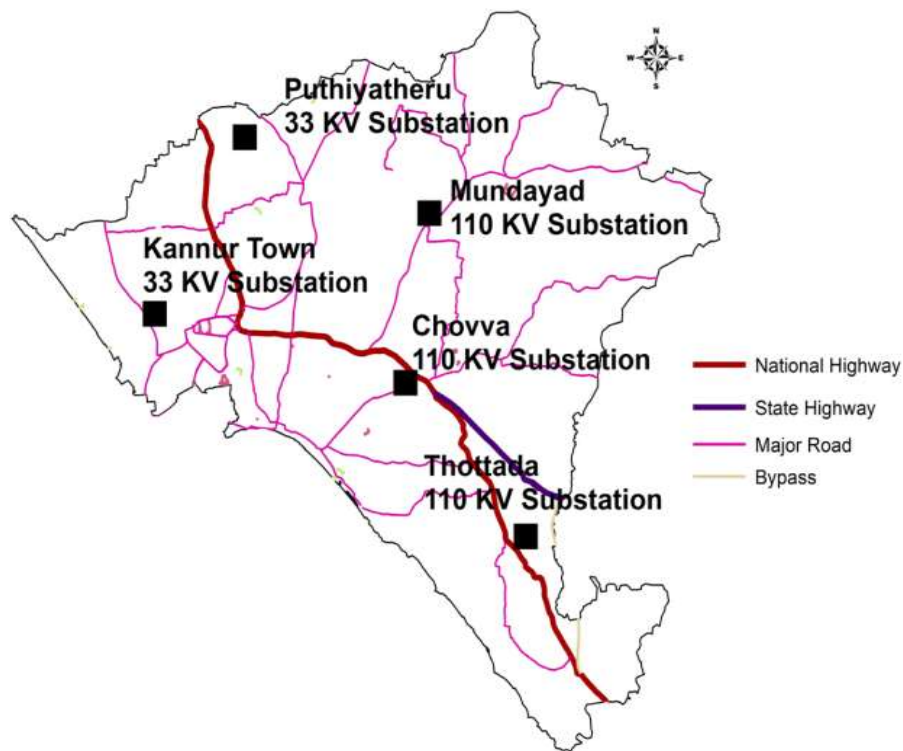 N
W E
S
Puthiyatheru
33 KV Substation
Mundayad
110 KV Substation
Kannur Town
33 KV Substation
Chovva
110 KV Substation
Thottada
110 KV Substation
National Highway
State Highway
Major Road
Bypass